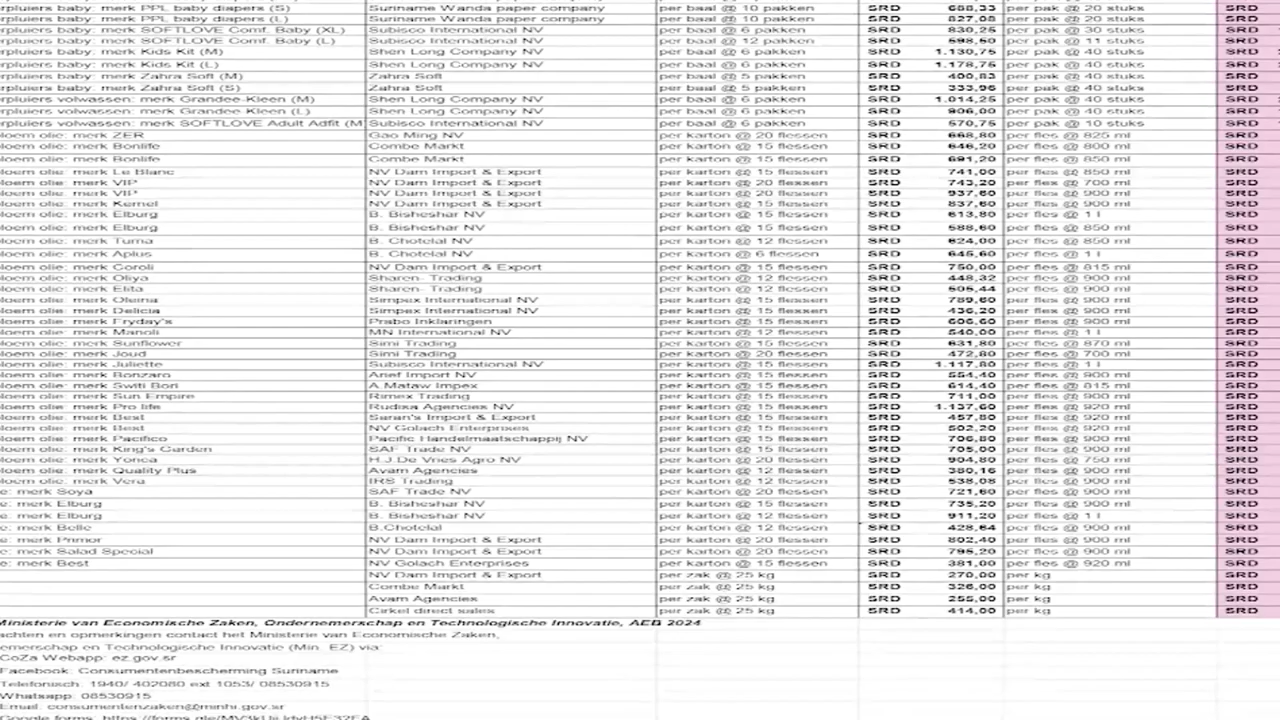 rpluiers baby: merk PPL baby diapers (S) Suriname Wanda paper company per baal @ 10 pakken SRD 688,33 per pak @ 20 stuks SRD
rpluiers baby: merk PPL baby diapers (L) Suriname Wanda paper company per baal @ 10 pakken SRD 827,08 per pak @ 20 stuks SRD
rpluiers baby: merk SOFTLOVE Comf. Baby (XL) Subisco International NV per baal @ 6 pakken SRD 830,25 per pak @ 30 stuks SRD
rpluiers baby: merk SOFTLOVE Comf. Baby (L) Subisco International NV per baal @ 12 pakken SRD 598,50 per pak @ 11 stuks SRD
rpluiers baby: merk Kids Kit (M) Shen Long Company NV per baal @ 6 pakken SRD 1.130,75 per pak @ 40 stuks SRD
rpluiers baby: merk Kids Kit (L) Shen Long Company NV per baal @ 6 pakken SRD 1.178,75 per pak @ 40 stuks SRD
rpluiers baby: merk Zahra Soft (M) Zahra Soft per baal @ 5 pakken SRD 400,83 per pak @ 40 stuks SRD
rpluiers baby: merk Zahra Soft (S) Zahra Soft per baal @ 5 pakken SRD 333,96 per pak @ 40 stuks SRD
rpluiers volwassen: merk Grandee-Kleen (M) Shen Long Company NV per baal @ 6 pakken SRD 1.014,25 per pak @ 40 stuks SRD
rpluiers volwassen: merk Grandee-Kleen (L) Shen Long Company NV per baal @ 6 pakken SRD 906,00 per pak @ 40 stuks SRD
rpluiers volwassen: merk SOFTLOVE Adult Adfit (M Subisco International NV per baal @ 6 pakken SRD 570,75 per pak @ 10 stuks SRD
loem olie: merk ZER Gao Ming NV per karton @ 20 flessen SRD 668,80 per fles @ 825 ml SRD
loem olie: merk Bonlife Combe Markt per karton @ 15 flessen SRD 646,20 per fles @ 800 ml SRD
loem olie: merk Bonlife Combe Markt per karton @ 15 flessen SRD 691,20 per fles @ 850 ml SRD
loem olie: merk Le Blanc NV Dam Import & Export per karton @ 15 flessen SRD 741,00 per fles @ 850 ml SRD
loem olie: merk VIP NV Dam Import & Export per karton @ 20 flessen SRD 743,20 per fles @ 700 ml SRD
loem olie: merk VIP NV Dam Import & Export per karton @ 20 flessen SRD 937,60 per fles @ 900 ml SRD
loem olie: merk Kernel NV Dam Import & Export per karton @ 15 flessen SRD 837,60 per fles @ 900 ml SRD
loem olie: merk Elburg B. Bisheshar NV per karton @ 15 flessen SRD 613,80 per fles @ 1 l SRD
loem olie: merk Elburg B. Bisheshar NV per karton @ 15 flessen SRD 588,60 per fles @ 850 ml SRD
loem olie: merk Turna B. Chotelal NV per karton @ 12 flessen SRD 624,00 per fles @ 850 ml SRD
loem olie: merk Aplus B. Chotelal NV per karton @ 6 flessen SRD 645,60 per fles @ 1 l SRD
loem olie: merk Coroli NV Dam Import & Export per karton @ 15 flessen SRD 750,00 per fles @ 815 ml SRD
loem olie: merk Oliya Sharen Trading per karton @ 12 flessen SRD 448,32 per fles @ 900 ml SRD
loem olie: merk Elita Sharen Trading per karton @ 12 flessen SRD 505,44 per fles @ 900 ml SRD
loem olie: merk Oleina Simpex International NV per karton @ 15 flessen SRD 789,60 per fles @ 900 ml SRD
loem olie: merk Delicia Simpex International NV per karton @ 15 flessen SRD 436,20 per fles @ 900 ml SRD
loem olie: merk Fryday's Prabo Inklaringen per karton @ 15 flessen SRD 606,60 per fles @ 900 ml SRD
loem olie: merk Manoli MN International NV per karton @ 12 flessen SRD 540,00 per fles @ 1 l SRD
loem olie: merk Sunflower Simi Trading per karton @ 15 flessen SRD 631,80 per fles @ 870 ml SRD
loem olie: merk Joud Simi Trading per karton @ 20 flessen SRD 472,80 per fles @ 700 ml SRD
loem olie: merk Juliette Subisco International NV per karton @ 15 flessen SRD 1.117,80 per fles @ 1 l SRD
loem olie: merk Bonzaro Arief Import NV per karton @ 15 flessen SRD 554,40 per fles @ 900 ml SRD
loem olie: merk Switi Bori A.Mataw Impex per karton @ 15 flessen SRD 614,40 per fles @ 815 ml SRD
loem olie: merk Sun Empire Rimex Trading per karton @ 15 flessen SRD 711,00 per fles @ 900 ml SRD
loem olie: merk Pro life Rudisa Agencies NV per karton @ 15 flessen SRD 1.137,60 per fles @ 920 ml SRD
loem olie: merk Best Saran's Import & Export per karton @ 15 flessen SRD 457,80 per fles @ 920 ml SRD
loem olie: merk Best NV Golach Enterprises per karton @ 15 flessen SRD 502,20 per fles @ 920 ml SRD
loem olie: merk Pacifico Pacific Handelmaatschappij NV per karton @ 15 flessen SRD 706,80 per fles @ 900 ml SRD
loem olie: merk King's Garden SAF Trade NV per karton @ 15 flessen SRD 705,00 per fles @ 900 ml SRD
loem olie: merk Yonca H.J.De Vries Agro NV per karton @ 20 flessen SRD 904,80 per fles @ 750 ml SRD
loem olie: merk Quality Plus Avam Agencies per karton @ 12 flessen SRD 380,16 per fles @ 900 ml SRD
loem olie: merk Vera IRS Trading per karton @ 12 flessen SRD 538,08 per fles @ 900 ml SRD
e: merk Soya SAF Trade NV per karton @ 20 flessen SRD 721,60 per fles @ 900 ml SRD
e: merk Elburg B. Bisheshar NV per karton @ 15 flessen SRD 735,20 per fles @ 900 ml SRD
e: merk Elburg B. Bisheshar NV per karton @ 12 flessen SRD 911,20 per fles @ 1 l SRD
e: merk Belle B.Chotelal per karton @ 12 flessen SRD 428,64 per fles @ 900 ml SRD
e: merk Primor NV Dam Import & Export per karton @ 20 flessen SRD 802,40 per fles @ 900 ml SRD
e: merk Salad Special NV Dam Import & Export per karton @ 20 flessen SRD 795,20 per fles @ 900 ml SRD
e: merk Best NV Golach Enterprises per karton @ 15 flessen SRD 381,00 per fles @ 920 ml SRD
NV Dam Import & Export per zak @ 25 kg SRD 270,00 per kg SRD
Combe Markt per zak @ 25 kg SRD 326,00 per kg SRD
Avam Agencies per zak @ 25 kg SRD 255,00 per kg SRD
Cirkel direct sales per zak @ 25 kg SRD 414,00 per kg SRD
Ministerie van Economische Zaken, Ondernemerschap en Technologische Innovatie, AEB 2024
achten en opmerkingen contact het Ministerie van Economische Zaken,
emerschap en Technologische Innovatie (Min. EZ) via:
CoZa Webapp: ez.gov.sr
Facebook: Consumentenbescherming Suriname
Telefonisch: 1940/ 402080 ext 1053/ 08530915
Whatsapp: 08530915
Email: consumentenzaken@minhi.gov.sr